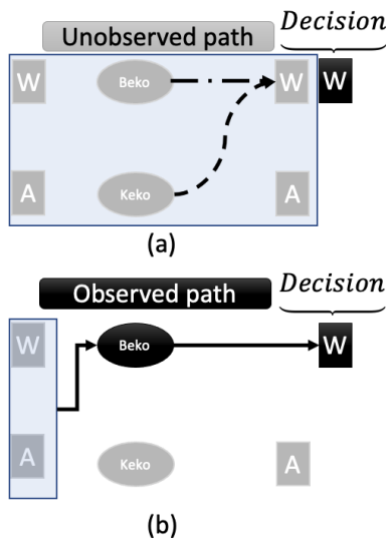 Unobserved path Decision
W Beko W W
A Keko A
(a)
Observed path Decision
W Beko W
A Keko A
(b)